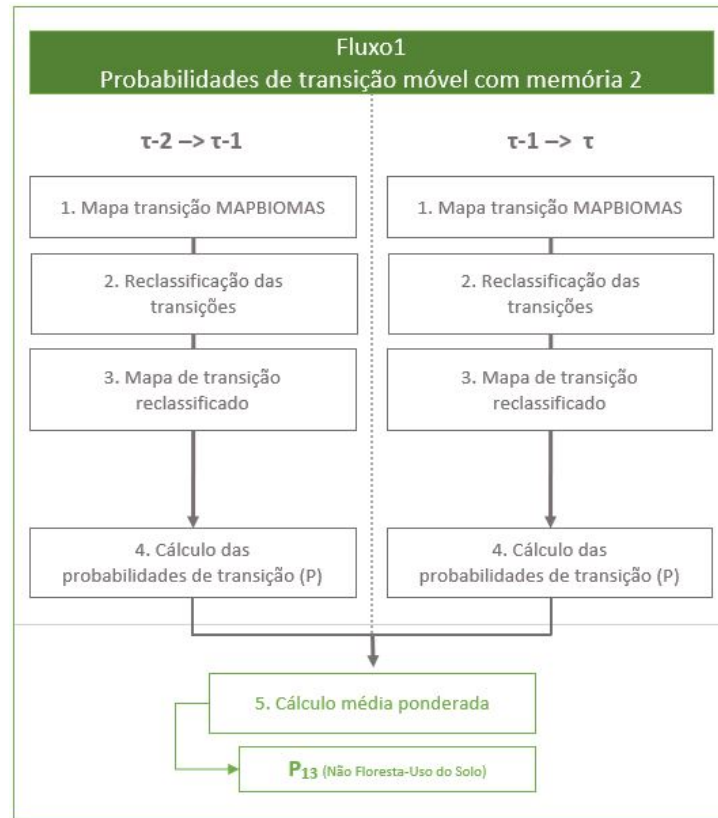 Fluxo1
Probabilidades de transição móvel com memória 2
τ-2 –> τ-1
1. Mapa transição MAPBIOMAS
2. Reclassificação das
transições
3. Mapa de transição
reclassificado
4. Cálculo das
probabilidades de transição (P)
τ-1 –> τ
1. Mapa transição MAPBIOMAS
2. Reclassificação das
transições
3. Mapa de transição
reclassificado
4. Cálculo das
probabilidades de transição (P)
5. Cálculo média ponderada
P₁₃ (Não Floresta-Uso do Solo)